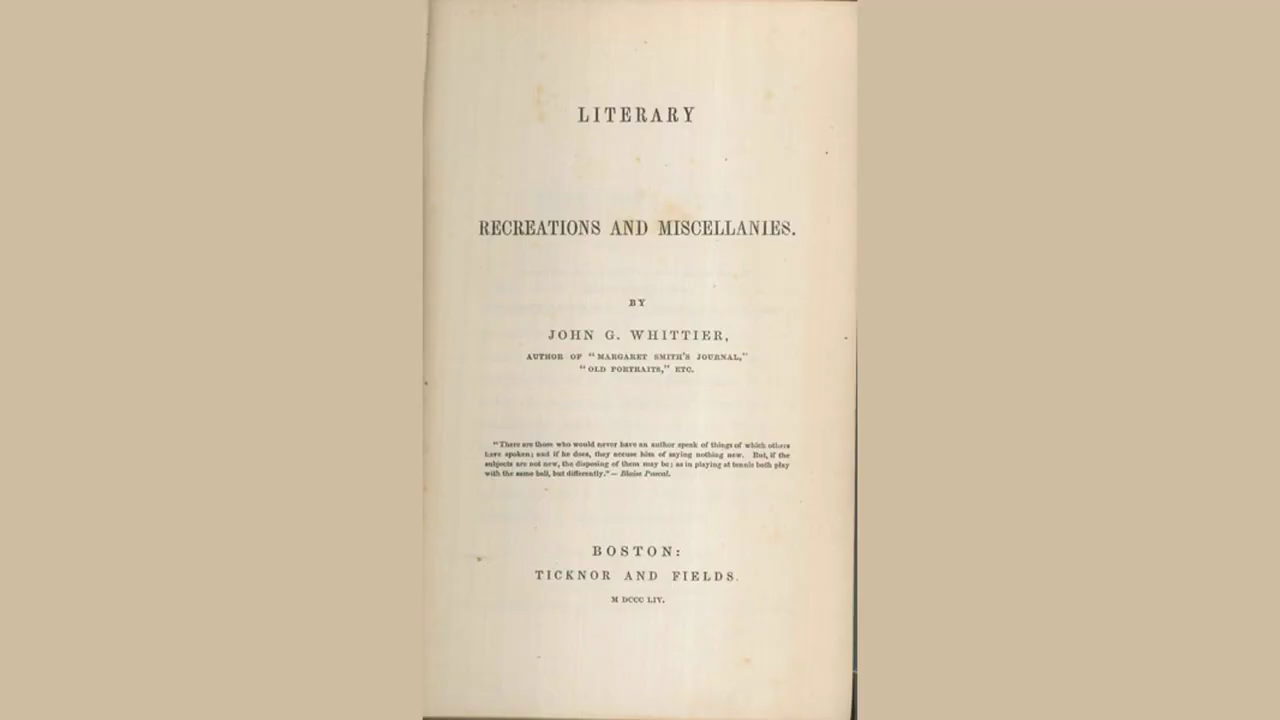 LITERARY
RECREATIONS AND MISCELLANIES.
BY
JOHN G. WHITTIER,
AUTHOR OF "MARGARET SMITH'S JOURNAL,"
"OLD PORTRAITS," ETC.
"There are those who would never have an author speak of things of which others
have spoken; and if he does, they accuse him of saying nothing new. But, if the
subjects are not new, the disposing of them may be; as in playing at tennis both play
with the same ball, but differently." — Blaise Pascal.
BOSTON:
TICKNOR AND FIELDS.
M DCCC LIV.